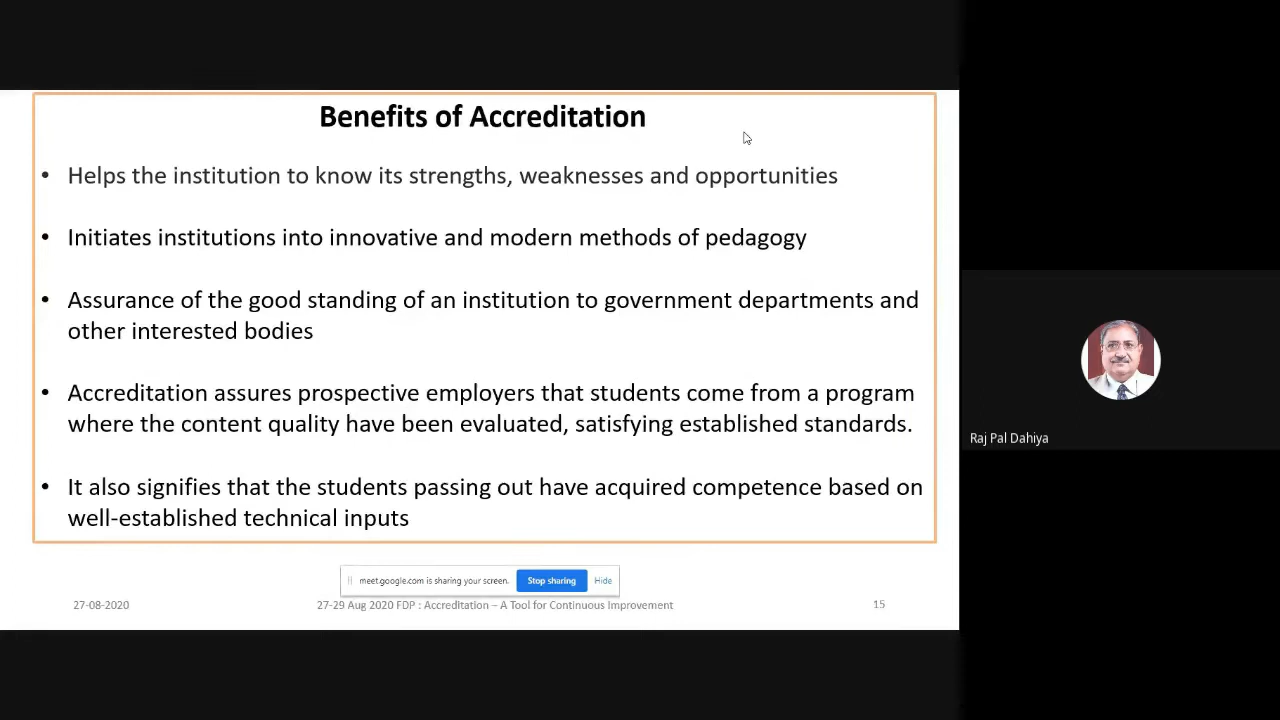 Benefits of Accreditation
• Helps the institution to know its strengths, weaknesses and opportunities
• Initiates institutions into innovative and modern methods of pedagogy
• Assurance of the good standing of an institution to government departments and
other interested bodies
• Accreditation assures prospective employers that students come from a program
where the content quality have been evaluated, satisfying established standards.
• It also signifies that the students passing out have acquired competence based on
well-established technical inputs
meet.google.com is sharing your screen. Stop sharing Hide
27-08-2020 27-29 Aug 2020 FDP : Accreditation – A Tool for Continuous Improvement 15
Raj Pal Dahiya